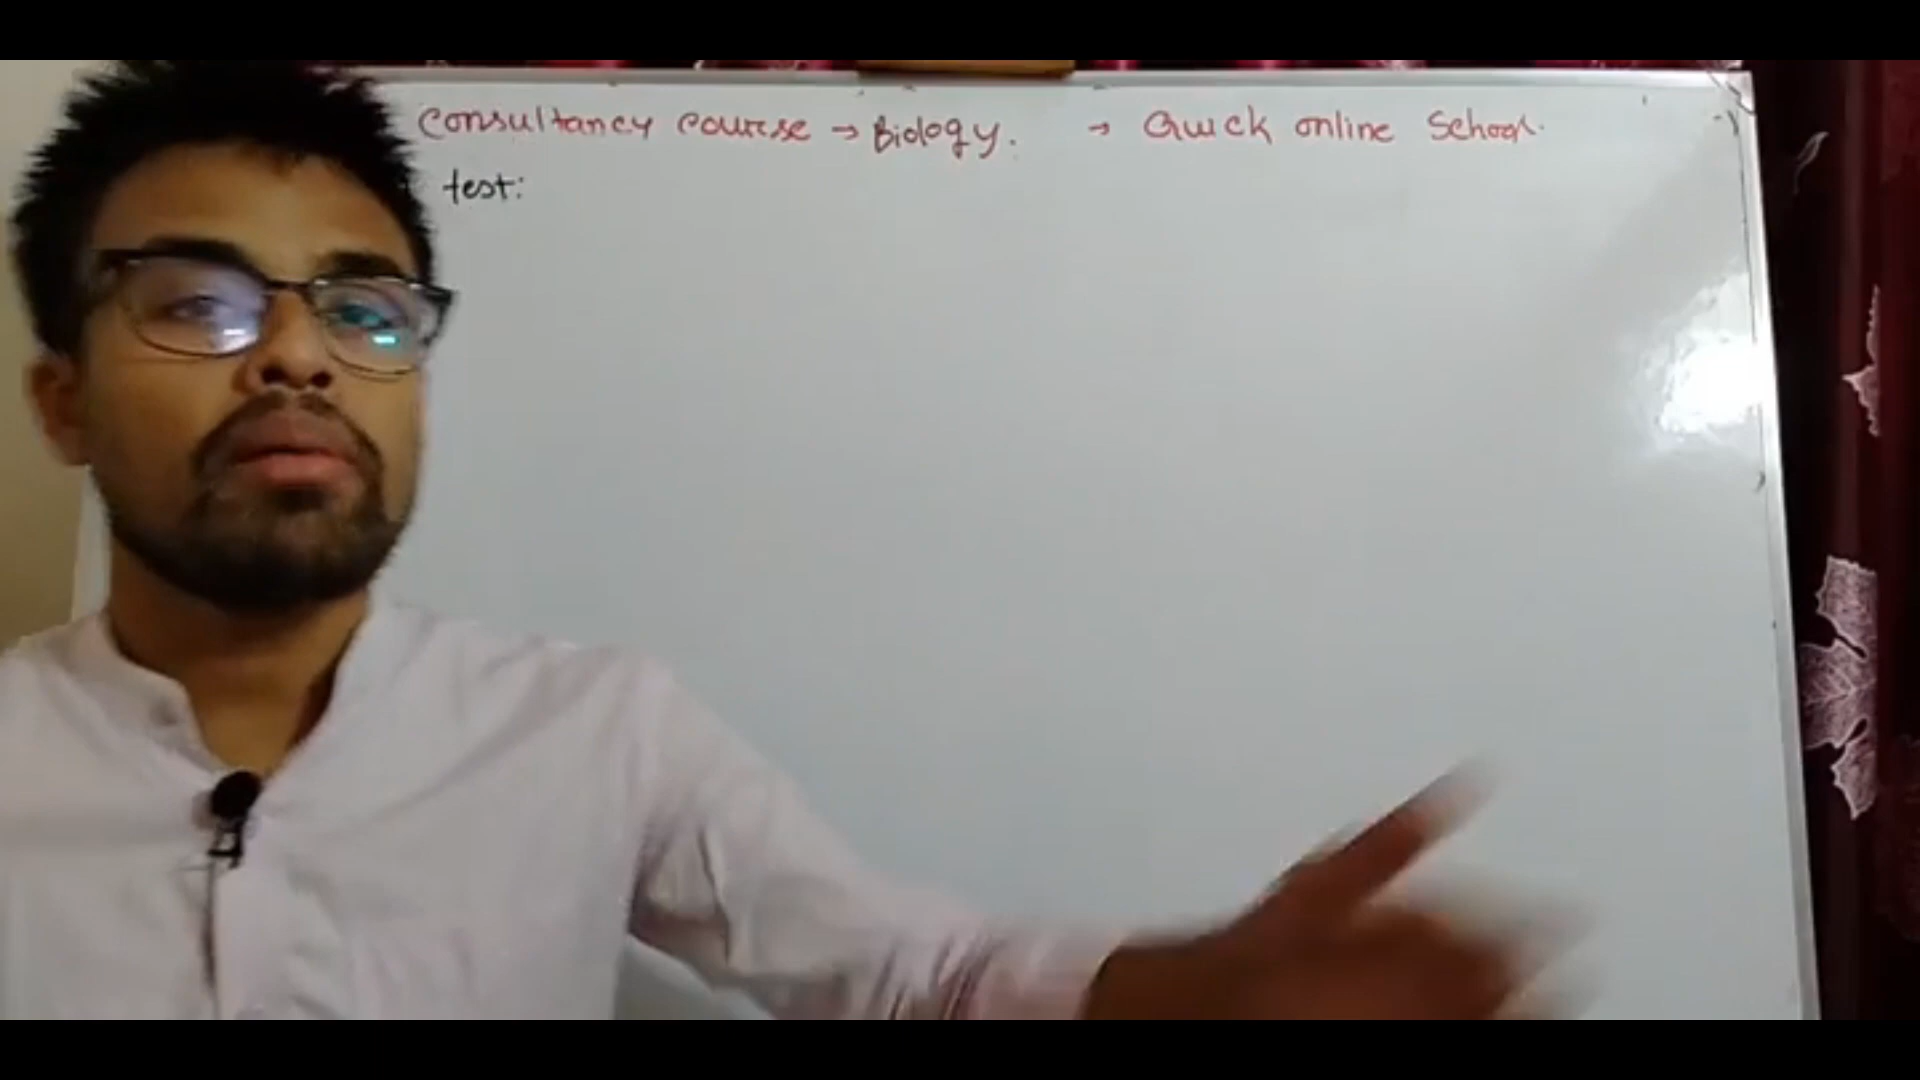 Consultancy course → Biology. → Quick online School.
test: